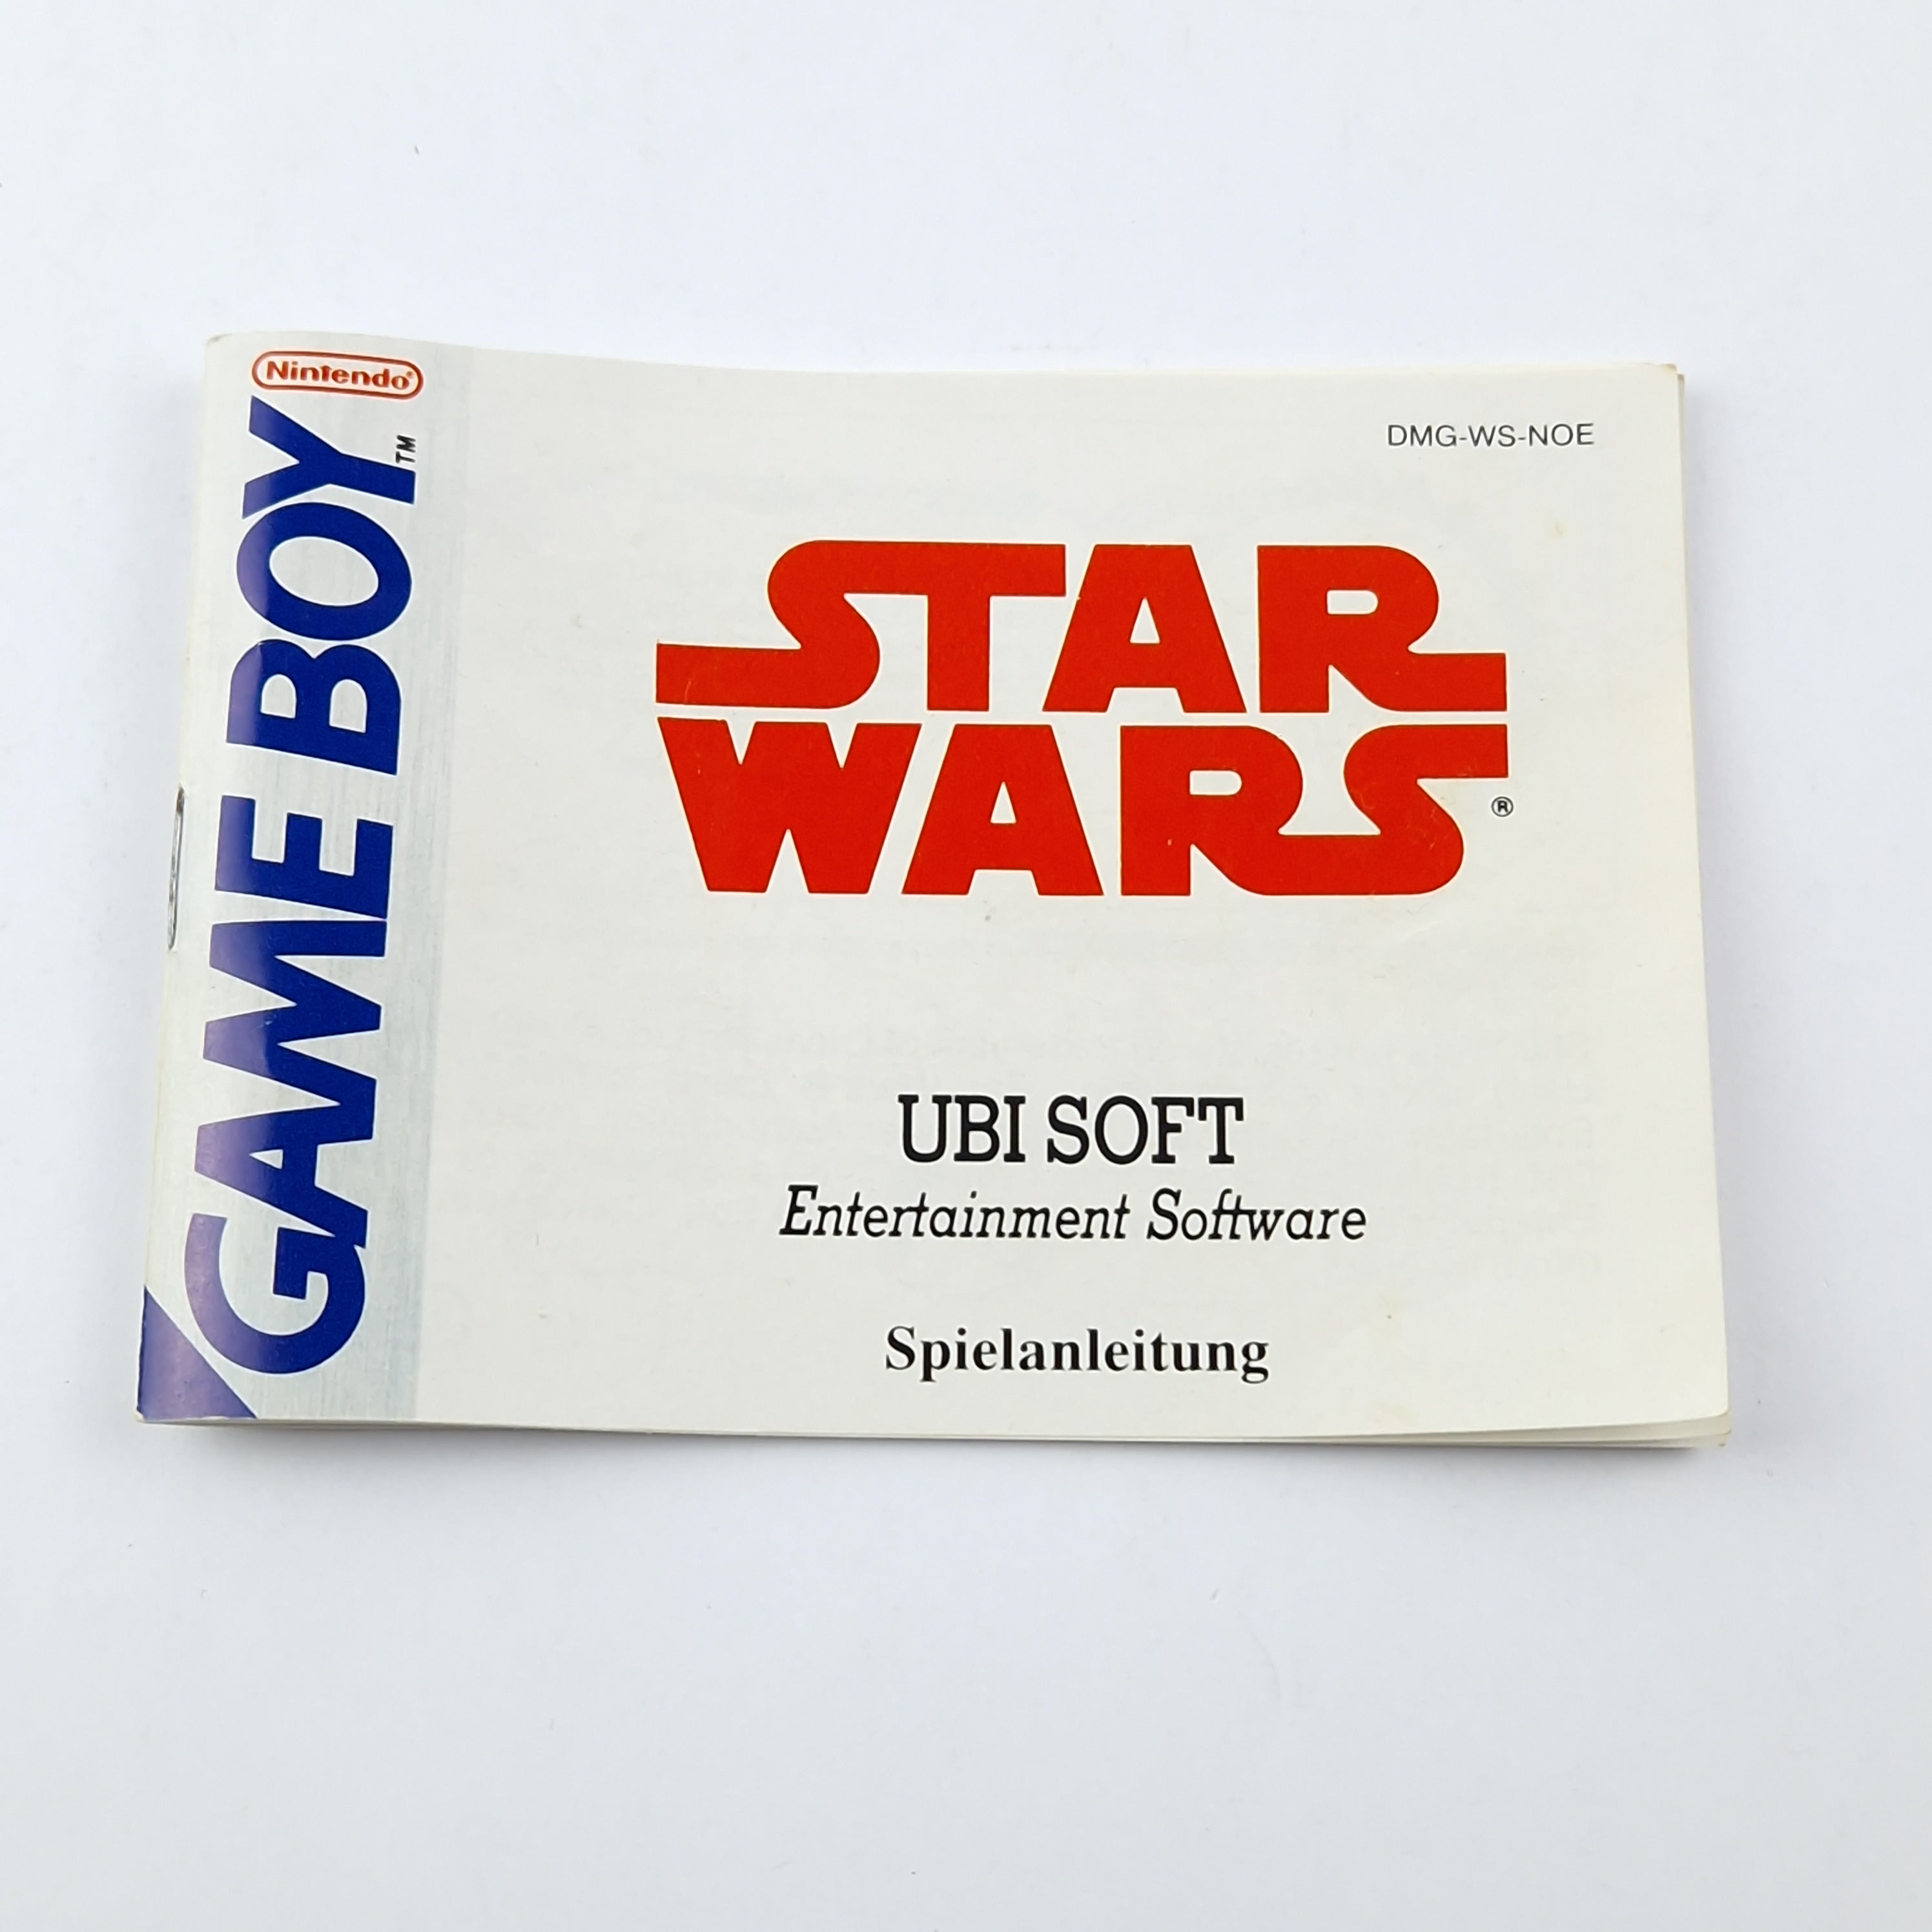 Nintendo®
GAME BOY™
DMG-WS-NOE
STAR
WARS®
UBI SOFT
Entertainment Software
Spielanleitung